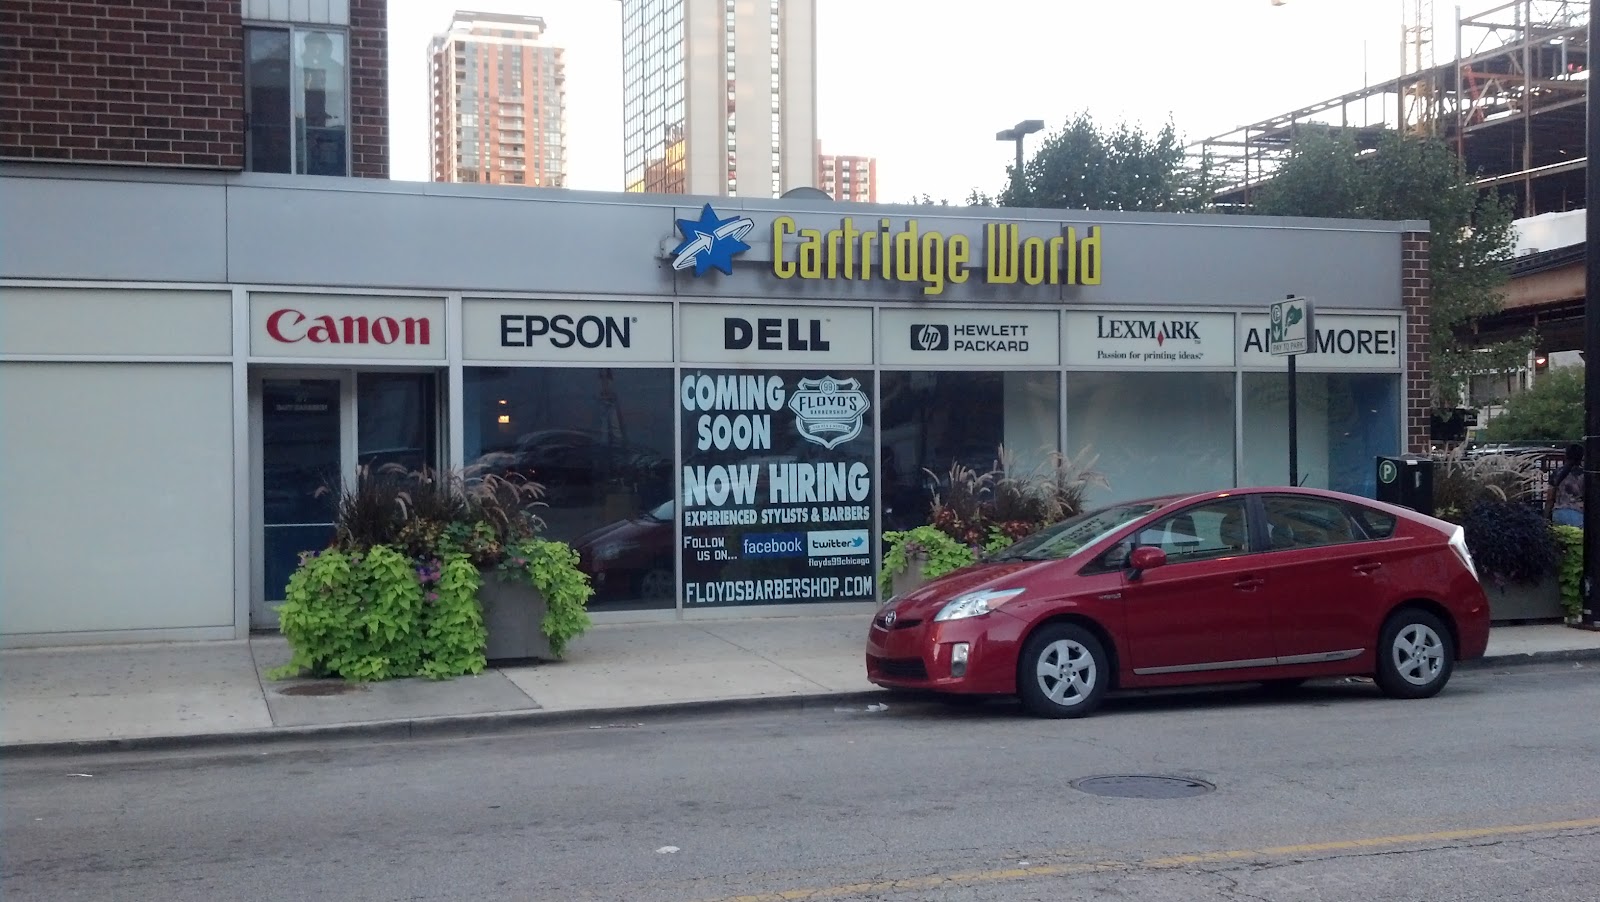 Cartridge World
Canon
EPSON
DELL
hp HEWLETT
PACKARD
LEXMARK
Passion for printing ideas.
MORE!
PAY TO PARK
P
COMING
SOON
99
FLOYD'S
BARBERSHOP
NOW HIRING
EXPERIENCED STYLISTS & BARBERS
FOLLOW
US ON...
facebook
twitter
floyds99chicago
FLOYDSBARBERSHOP.COM